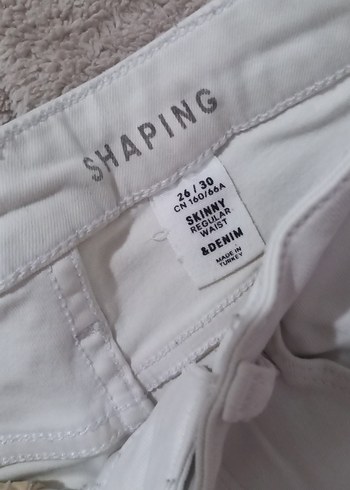 SHAPING
26 / 30
CN 160/66A
SKINNY
REGULAR
WAIST
&DENIM
MADE IN
TURKEY